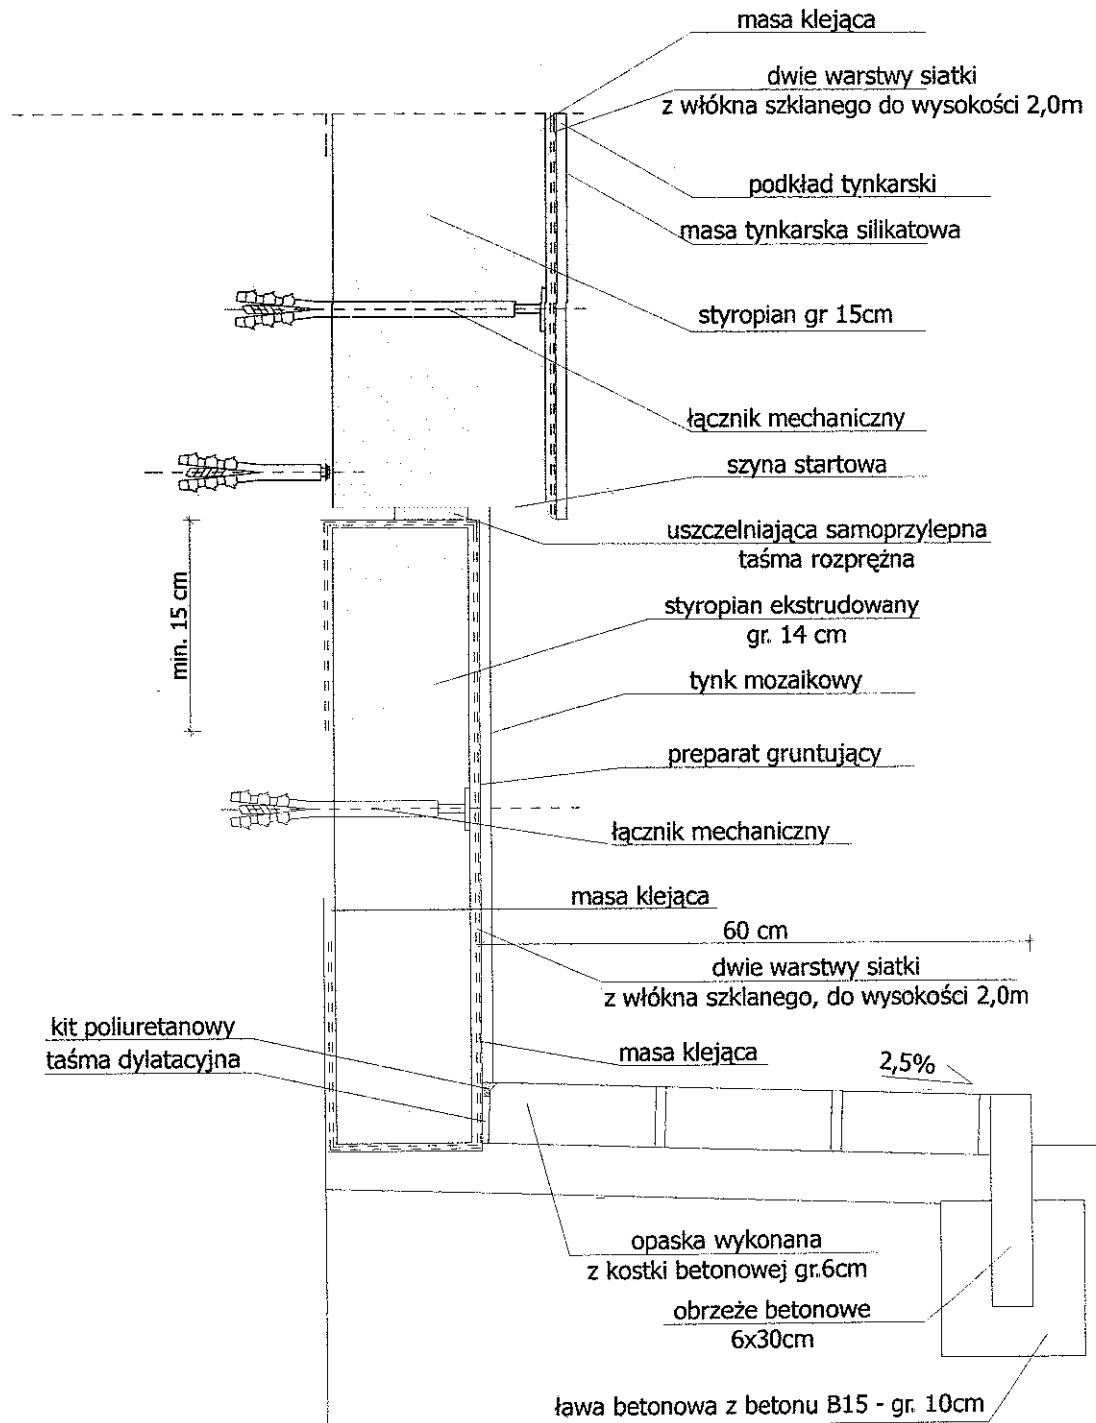 masa klejąca
dwie warstwy siatki
z włókna szklanego do wysokości 2,0m
podkład tynkarski
masa tynkarska silikatowa
styropian gr 15cm
łącznik mechaniczny
szyna startowa
uszczelniająca samoprzylepna
taśma rozprężna
min. 15 cm
styropian ekstrudowany
gr. 14 cm
tynk mozaikowy
preparat gruntujący
łącznik mechaniczny
masa klejąca
60 cm
dwie warstwy siatki
z włókna szklanego, do wysokości 2,0m
kit poliuretanowy
taśma dylatacyjna
masa klejąca
2,5%
opaska wykonana
z kostki betonowej gr.6cm
obrzeże betonowe
6x30cm
ława betonowa z betonu B15 - gr. 10cm